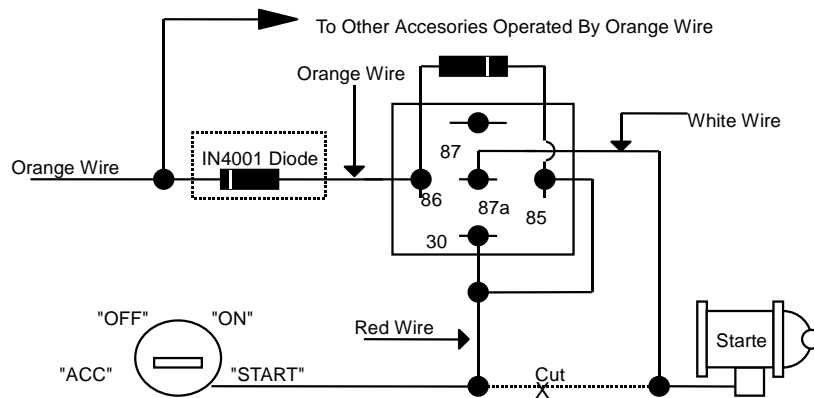 To Other Accesories Operated By Orange Wire
Orange Wire
White Wire
IN4001 Diode
Orange Wire
87
86
87a
85
30
"OFF"
"ON"
Red Wire
Starte
"ACC"
"START"
Cut
X